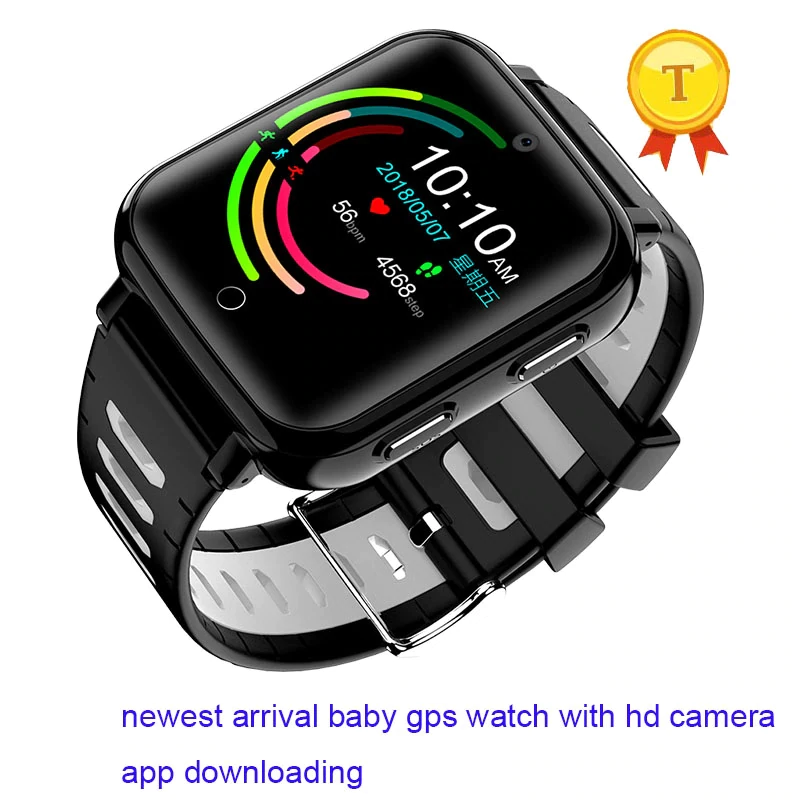 T
10:10 AM
2018/05/07 星期五
56bpm
4568step
newest arrival baby gps watch with hd camera
app downloading